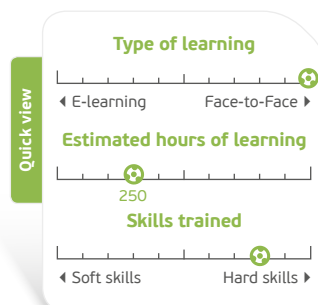 Quick view
Type of learning
E-learning Face-to-Face
Estimated hours of learning
250
Skills trained
Soft skills Hard skills